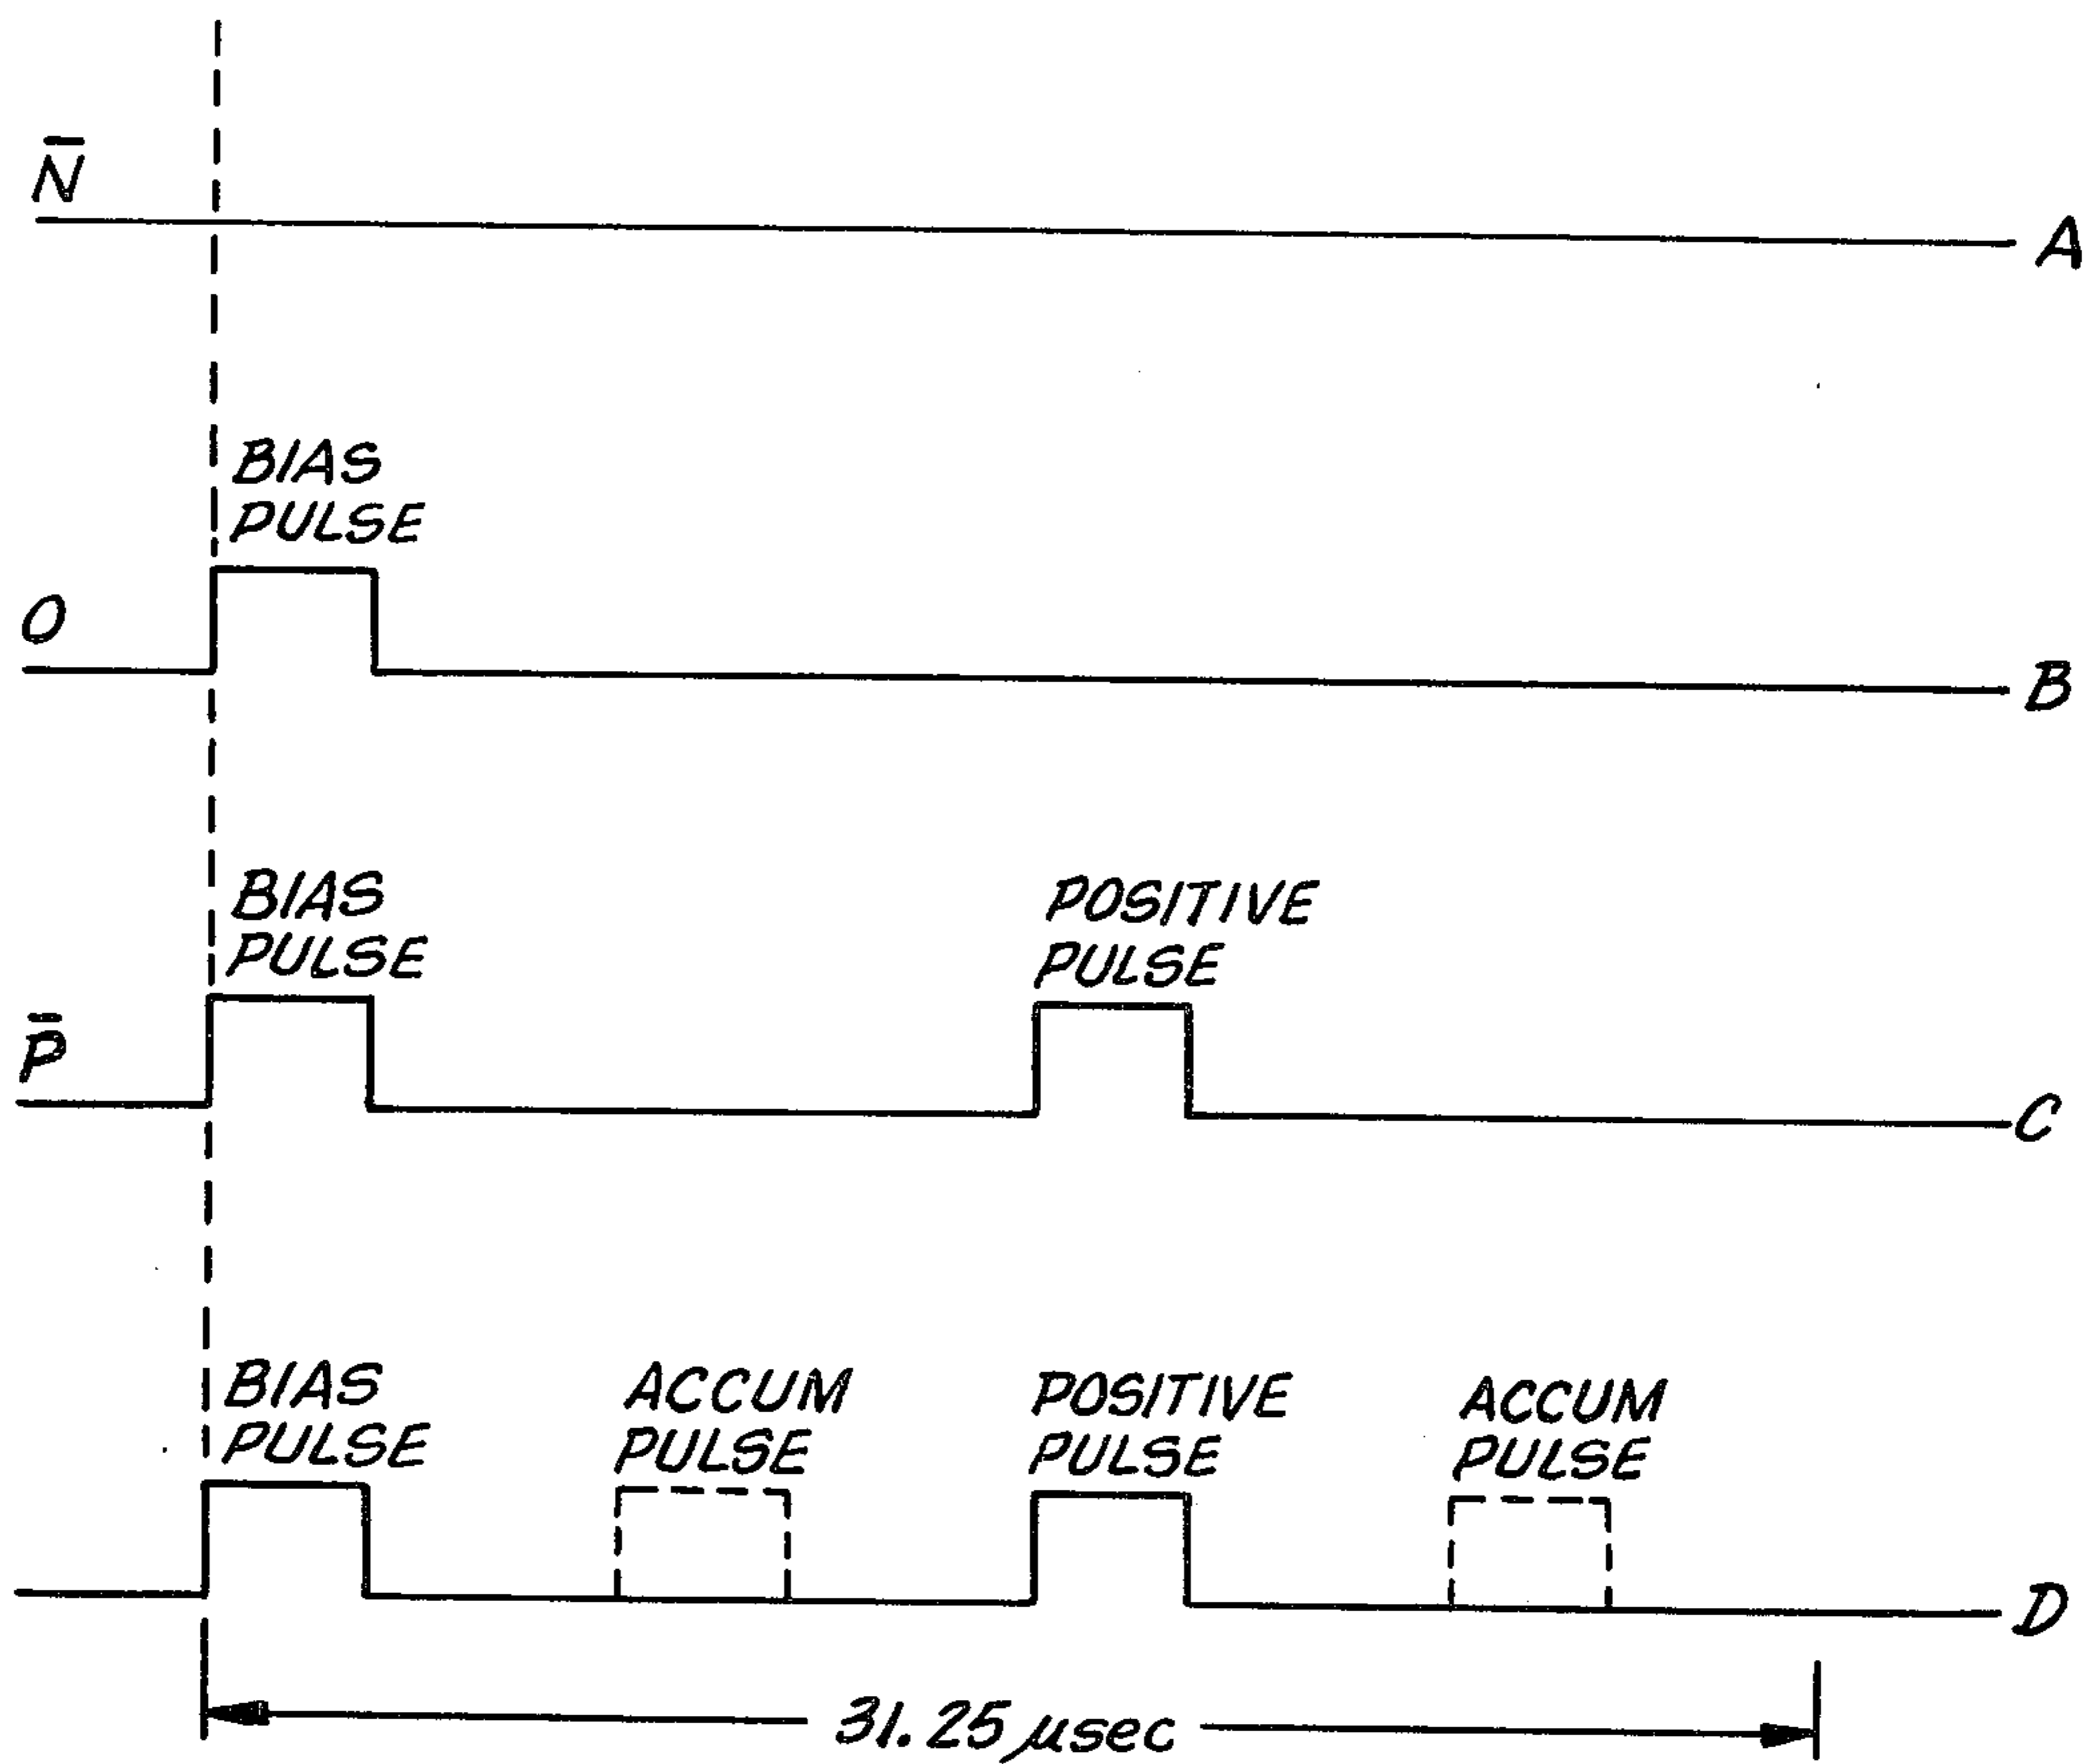 N̅
A
BIAS
PULSE
O
B
BIAS
PULSE
POSITIVE
PULSE
P̅
C
BIAS
PULSE
ACCUM
PULSE
POSITIVE
PULSE
ACCUM
PULSE
D
31.25 μsec